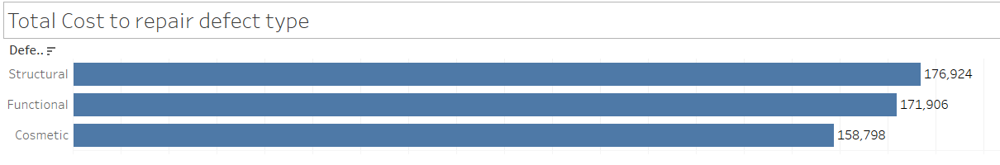 Total Cost to repair defect type
Defe..
Structural 176,924
Functional 171,906
Cosmetic 158,798